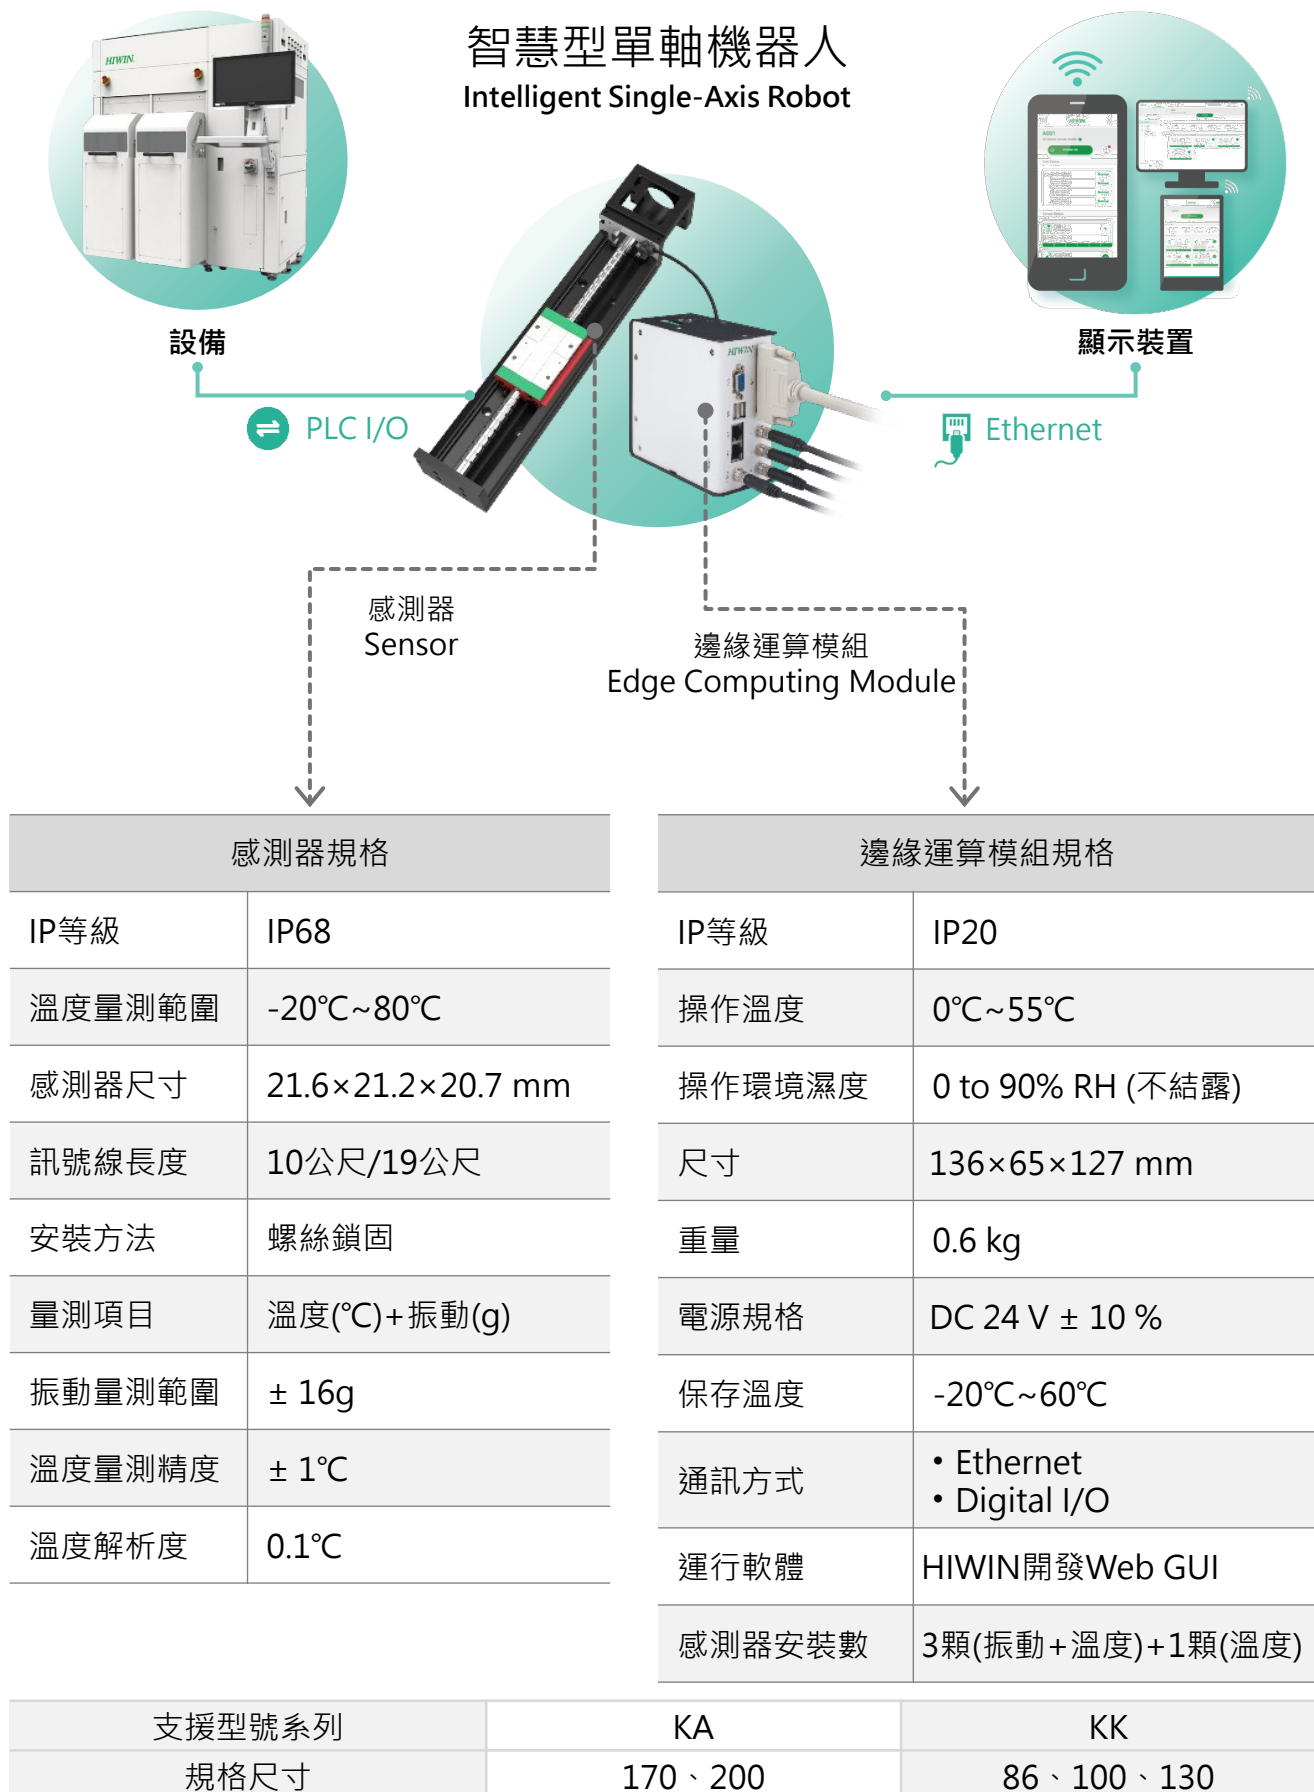 智慧型單軸機器人
Intelligent Single-Axis Robot
HIWIN.
設備
顯示裝置
PLC I/O
HIWIN
Ethernet
感測器
Sensor
邊緣運算模組
Edge Computing Module
感測器規格
IP等級 IP68
溫度量測範圍 -20℃~80℃
感測器尺寸 21.6×21.2×20.7 mm
訊號線長度 10公尺/19公尺
安裝方法 螺絲鎖固
量測項目 溫度(℃)+振動(g)
振動量測範圍 ± 16g
溫度量測精度 ± 1℃
溫度解析度 0.1℃
邊緣運算模組規格
IP等級 IP20
操作溫度 0℃~55℃
操作環境濕度 0 to 90% RH (不結露)
尺寸 136×65×127 mm
重量 0.6 kg
電源規格 DC 24 V ± 10 %
保存溫度 -20℃~60℃
通訊方式 • Ethernet
• Digital I/O
運行軟體 HIWIN開發Web GUI
感測器安裝數 3顆(振動+溫度)+1顆(溫度)
支援型號系列 KA KK
規格尺寸 170、200 86、100、130